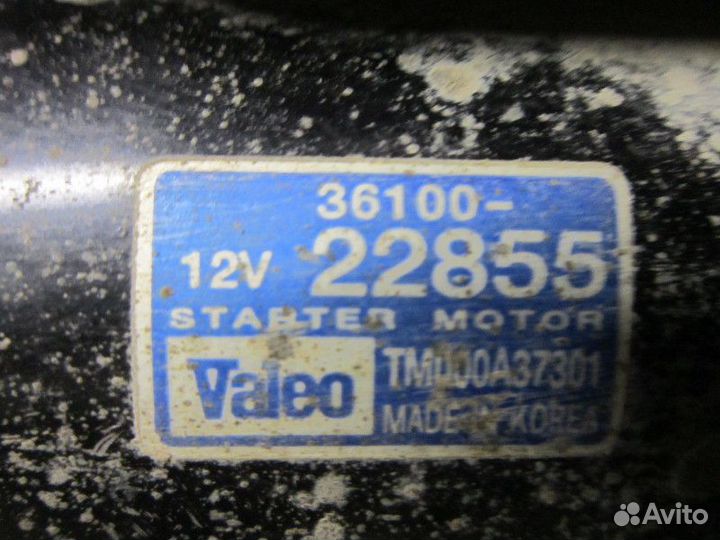 36100-
12V 22855
STARTER MOTOR
Valeo TM000A37301
MADE IN KOREA
Avito